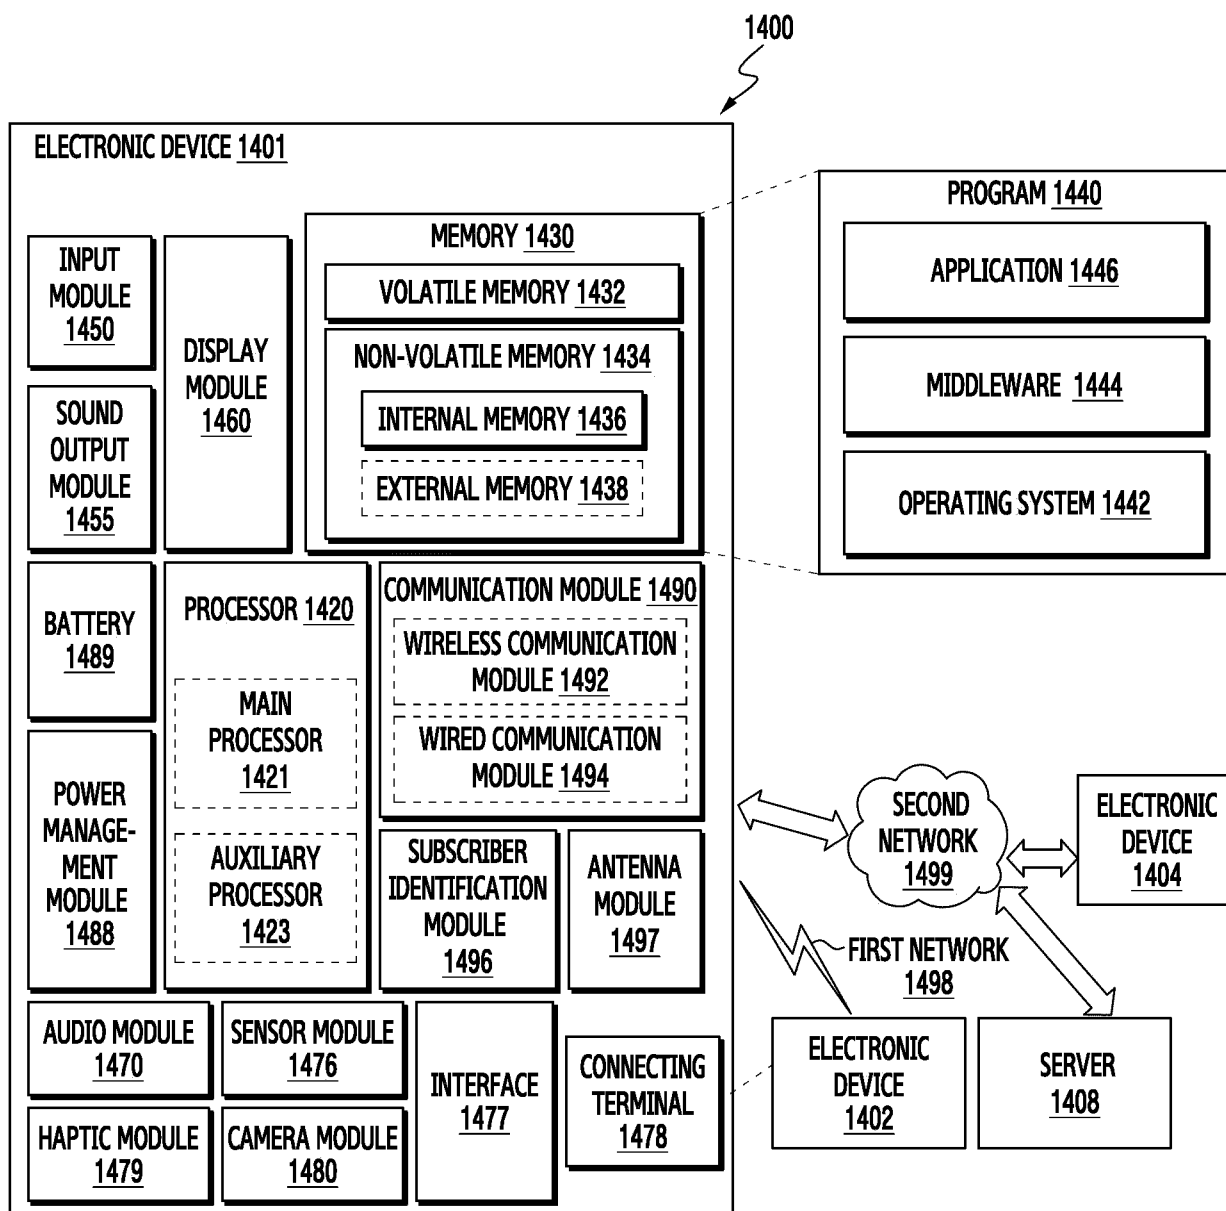 1400
ELECTRONIC DEVICE 1401
INPUT
MODULE
1450
SOUND
OUTPUT
MODULE
1455
DISPLAY
MODULE
1460
MEMORY 1430
VOLATILE MEMORY 1432
NON-VOLATILE MEMORY 1434
INTERNAL MEMORY 1436
EXTERNAL MEMORY 1438
PROGRAM 1440
APPLICATION 1446
MIDDLEWARE 1444
OPERATING SYSTEM 1442
BATTERY
1489
POWER
MANAGE-
MENT
MODULE
1488
PROCESSOR 1420
MAIN
PROCESSOR
1421
AUXILIARY
PROCESSOR
1423
COMMUNICATION MODULE 1490
WIRELESS COMMUNICATION
MODULE 1492
WIRED COMMUNICATION
MODULE 1494
SUBSCRIBER
IDENTIFICATION
MODULE
1496
ANTENNA
MODULE
1497
SECOND
NETWORK
1499
ELECTRONIC
DEVICE
1404
FIRST NETWORK
1498
AUDIO MODULE
1470
SENSOR MODULE
1476
HAPTIC MODULE
1479
CAMERA MODULE
1480
INTERFACE
1477
CONNECTING
TERMINAL
1478
ELECTRONIC
DEVICE
1402
SERVER
1408